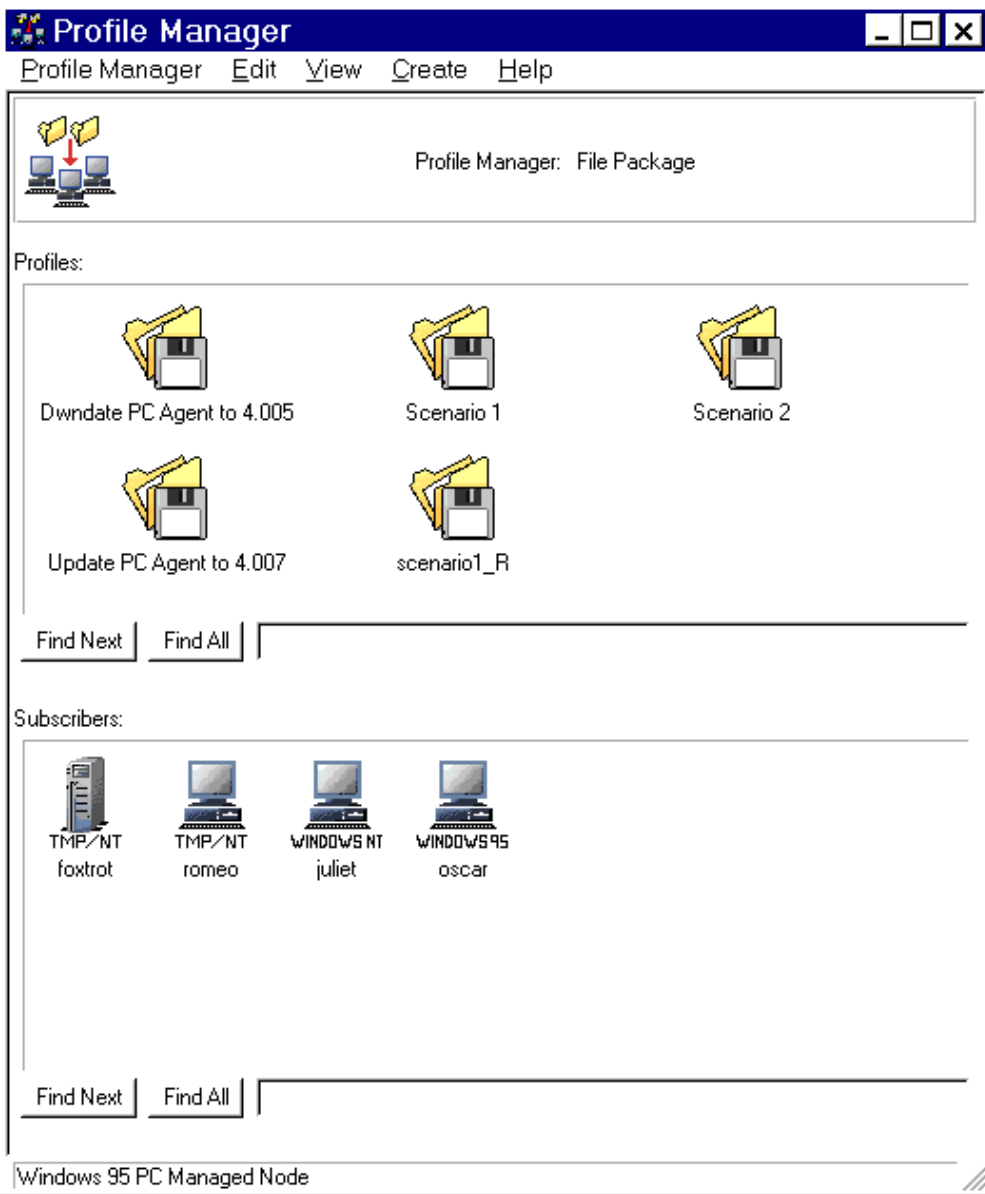 Profile Manager
Profile Manager Edit View Create Help
Profile Manager: File Package
Profiles:
Dwndate PC Agent to 4.005 Scenario 1 Scenario 2
Update PC Agent to 4.007 scenario1_R
Find Next Find All
Subscribers:
TMP/NT TMP/NT WINDOWS NT WINDOWS95
foxtrot romeo juliet oscar
Find Next Find All
Windows 95 PC Managed Node